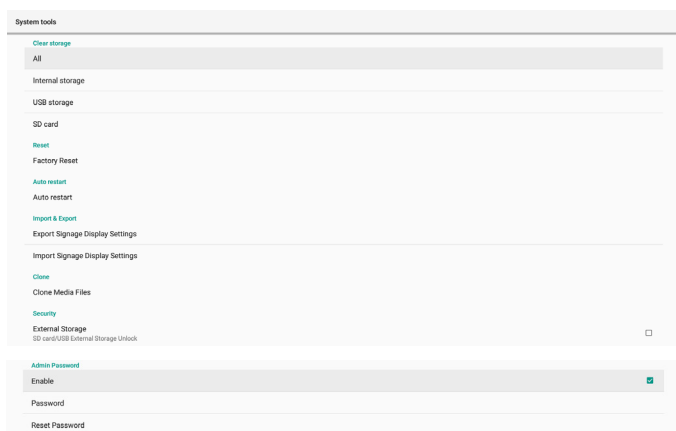 System tools
Clear storage
All
Internal storage
USB storage
SD card
Reset
Factory Reset
Auto restart
Auto restart
Import & Export
Export Signage Display Settings
Import Signage Display Settings
Clone
Clone Media Files
Security
External Storage
SD card/USB External Storage Unlock
Admin Password
Enable
Password
Reset Password